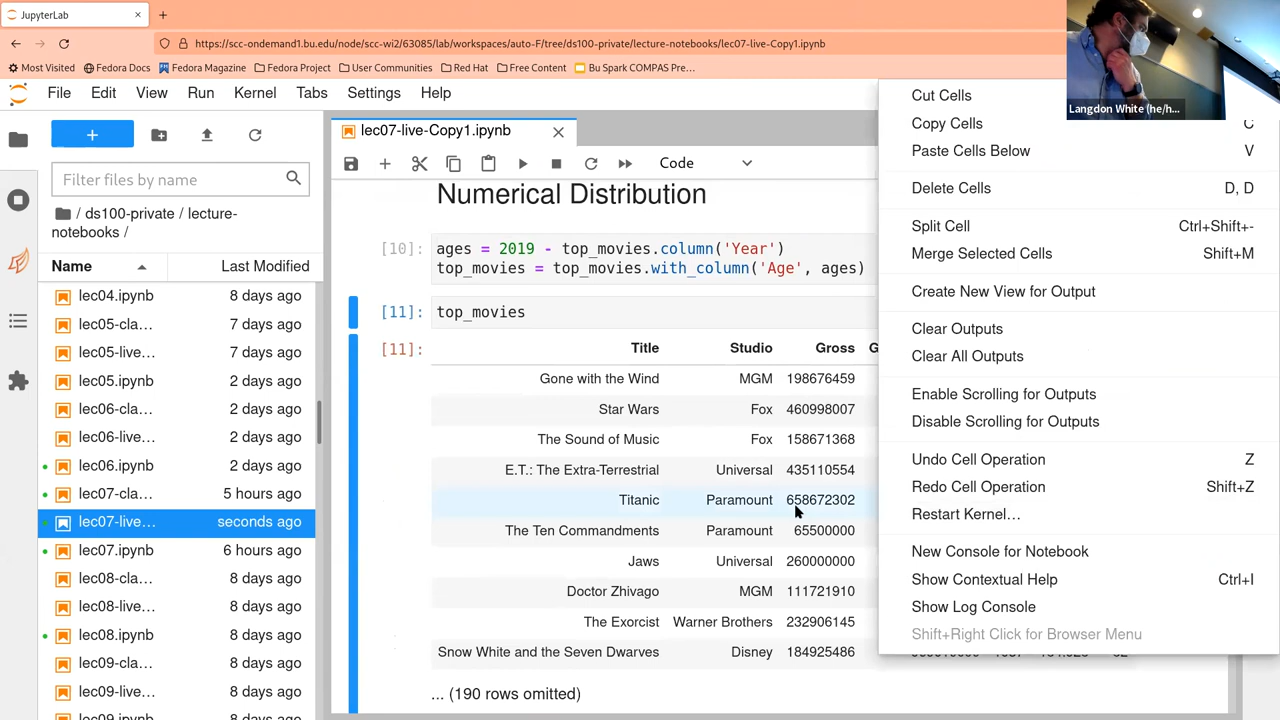 JupyterLab
https://scc-ondemand1.bu.edu/node/scc-wi2/63085/lab/workspaces/auto-F/tree/ds100-private/lecture-notebooks/lec07-live-Copy1.ipynb
Most Visited Fedora Docs Fedora Magazine Fedora Project User Communities Red Hat Free Content Bu Spark COMPAS Pre…
Langdon White (he/h...
File Edit View Run Kernel Tabs Settings Help
lec07-live-Copy1.ipynb
Code
Filter files by name
/ ds100-private / lecture-notebooks /
Name Last Modified
lec04.ipynb 8 days ago
lec05-cla… 7 days ago
lec05-live… 7 days ago
lec05.ipynb 2 days ago
lec06-cla… 2 days ago
lec06-live… 2 days ago
lec06.ipynb 2 days ago
lec07-cla… 5 hours ago
lec07-live… seconds ago
lec07.ipynb 6 hours ago
lec08-cla… 8 days ago
lec08-live… 8 days ago
lec08.ipynb 8 days ago
lec09-cla… 8 days ago
lec09-live… 8 days ago
lec09.ipynb 8 days ago
Numerical Distribution
[10]: ages = 2019 - top_movies.column('Year')
top_movies = top_movies.with_column('Age', ages)
[11]: top_movies
[11]: Title Studio Gross G
Gone with the Wind MGM 198676459
Star Wars Fox 460998007
The Sound of Music Fox 158671368
E.T.: The Extra-Terrestrial Universal 435110554
Titanic Paramount 658672302
The Ten Commandments Paramount 65500000
Jaws Universal 260000000
Doctor Zhivago MGM 111721910
The Exorcist Warner Brothers 232906145
Snow White and the Seven Dwarves Disney 184925486
... (190 rows omitted)
Cut Cells
Copy Cells C
Paste Cells Below V
Delete Cells D, D
Split Cell Ctrl+Shift+-
Merge Selected Cells Shift+M
Create New View for Output
Clear Outputs
Clear All Outputs
Enable Scrolling for Outputs
Disable Scrolling for Outputs
Undo Cell Operation Z
Redo Cell Operation Shift+Z
Restart Kernel…
New Console for Notebook
Show Contextual Help Ctrl+I
Show Log Console
Shift+Right Click for Browser Menu